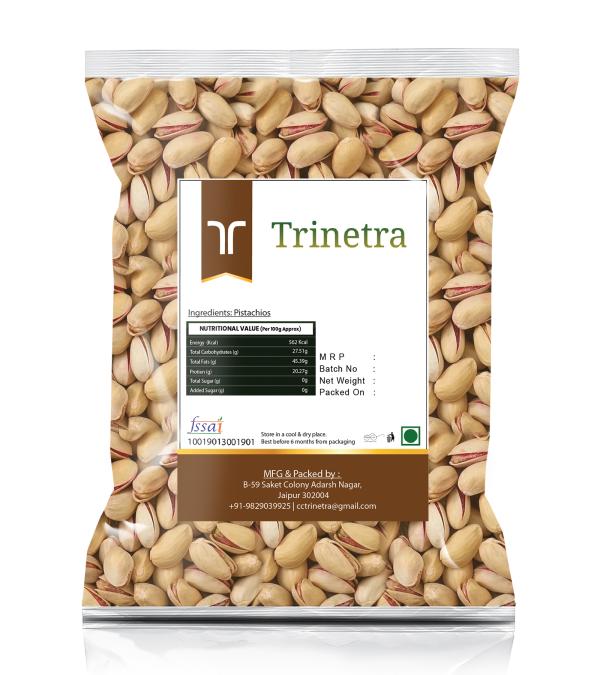 Trinetra
Ingredients: Pistachios
NUTRITIONAL VALUE (Per 100g Approx)
Energy (Kcal) 562 Kcal
Total Carbohydrates (g) 27.51g
Total Fats (g) 45.39g
Protian (g) 20.27g
Total Sugar (g) 0g
Added Sugar (g) 0g
M R P :
Batch No :
Net Weight :
Packed On :
fssai
10019013001901
Store in a cool & dry place.
Best before 6 months from packaging
MFG & Packed by :
B-59 Saket Colony Adarsh Nagar,
Jaipur 302004
+91-9829039925 | cctrinetra@gmail.com